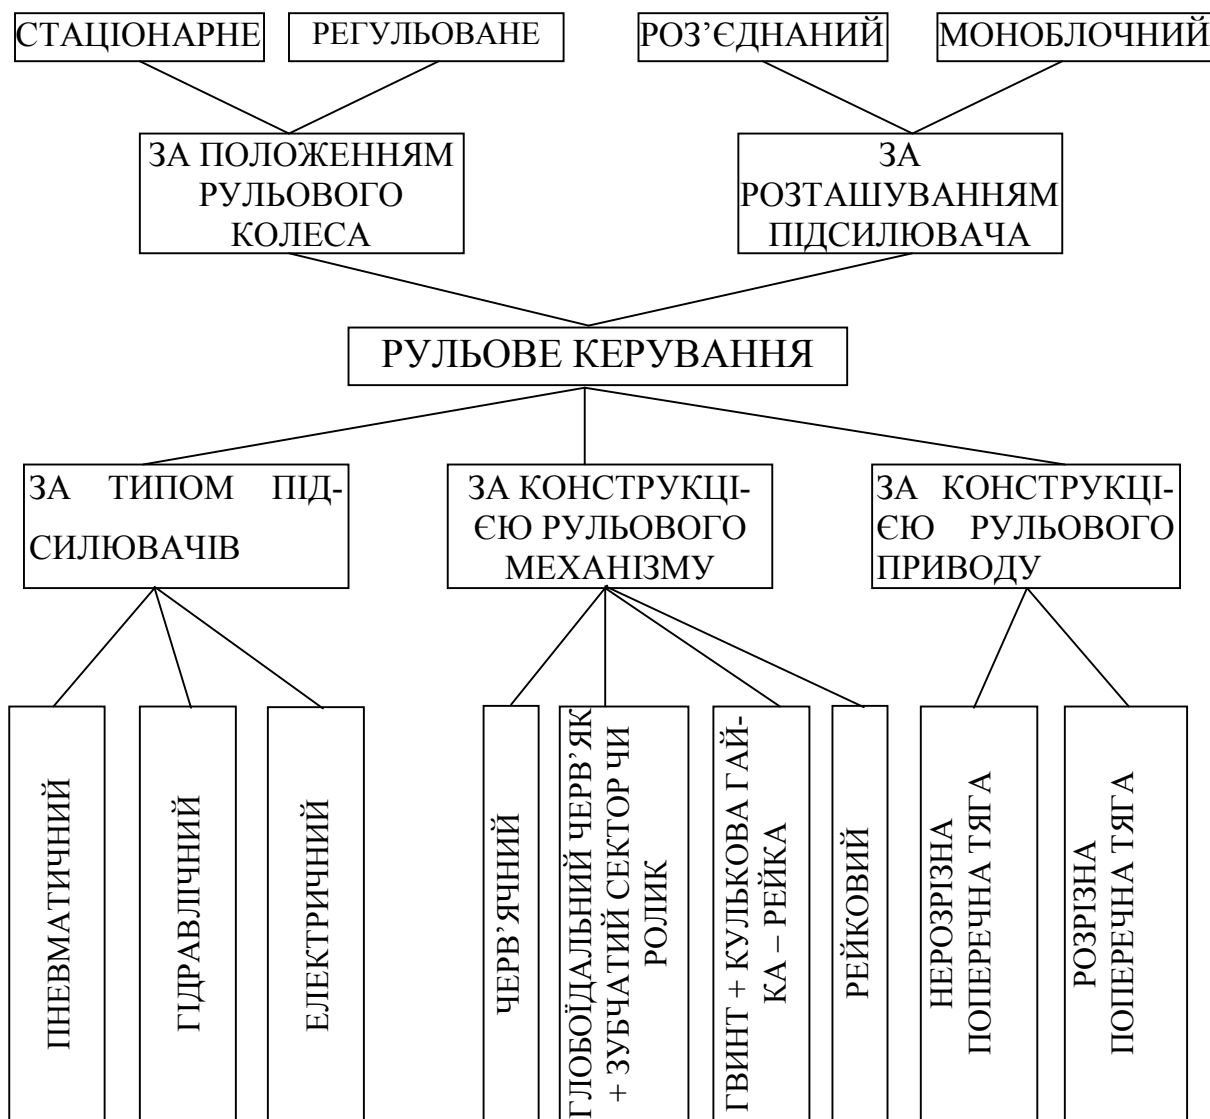 СТАЦІОНАРНЕ
РЕГУЛЬОВАНЕ
РОЗ’ЄДНАНИЙ
МОНОБЛОЧНИЙ
ЗА ПОЛОЖЕННЯМ
РУЛЬОВОГО
КОЛЕСА
ЗА
РОЗТАШУВАННЯМ
ПІДСИЛЮВАЧА
РУЛЬОВЕ КЕРУВАННЯ
ЗА ТИПОМ ПІД-
СИЛЮВАЧІВ
ЗА КОНСТРУКЦІ-
ЄЮ РУЛЬОВОГО
МЕХАНІЗМУ
ЗА КОНСТРУКЦІ-
ЄЮ РУЛЬОВОГО
ПРИВОДУ
ПНЕВМАТИЧНИЙ
ГІДРАВЛІЧНИЙ
ЕЛЕКТРИЧНИЙ
ЧЕРВ’ЯЧНИЙ
ГЛОБОЇДАЛЬНИЙ ЧЕРВ’ЯК
+ ЗУБЧАТИЙ СЕКТОР ЧИ
РОЛИК
ГВИНТ + КУЛЬКОВА ГАЙ-
КА – РЕЙКА
РЕЙКОВИЙ
НЕРОЗРІЗНА
ПОПЕРЕЧНА ТЯГА
РОЗРІЗНА
ПОПЕРЕЧНА ТЯГА